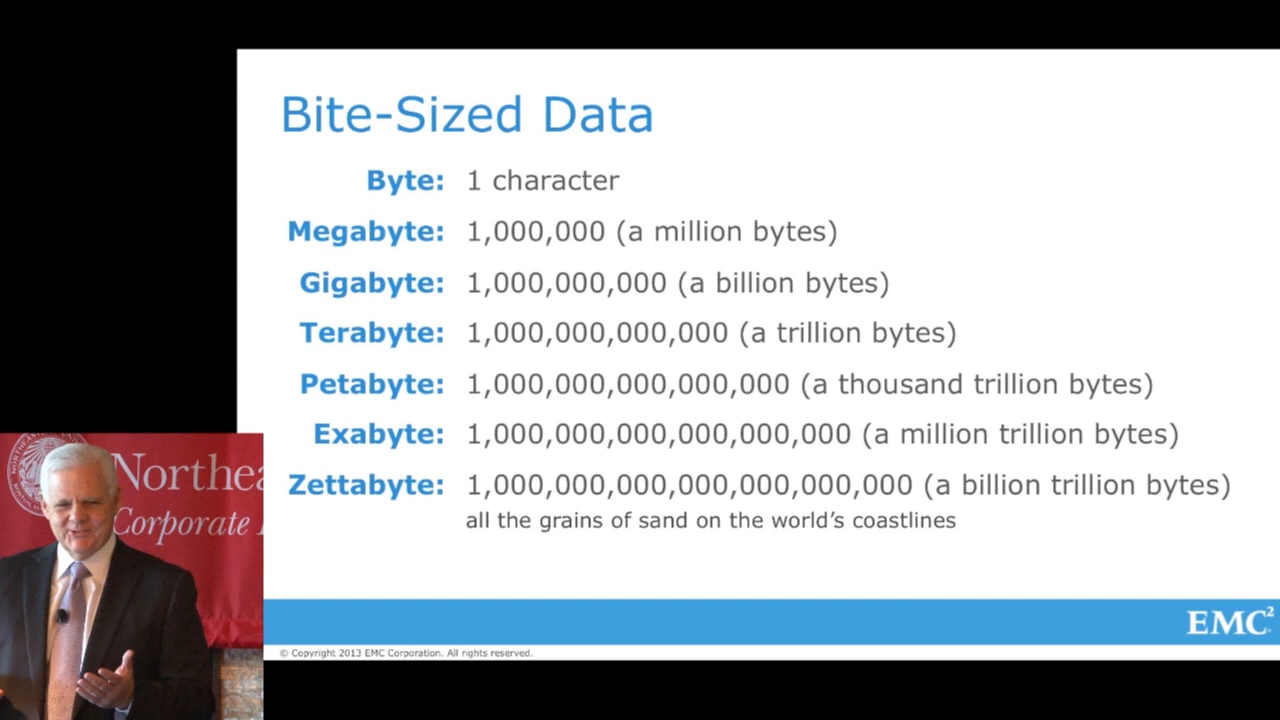 Bite-Sized Data
Byte: 1 character
Megabyte: 1,000,000 (a million bytes)
Gigabyte: 1,000,000,000 (a billion bytes)
Terabyte: 1,000,000,000,000 (a trillion bytes)
Petabyte: 1,000,000,000,000,000 (a thousand trillion bytes)
Exabyte: 1,000,000,000,000,000,000 (a million trillion bytes)
Zettabyte: 1,000,000,000,000,000,000,000 (a billion trillion bytes)
all the grains of sand on the world's coastlines
Northea
Corporate
EMC²
© Copyright 2013 EMC Corporation. All rights reserved.